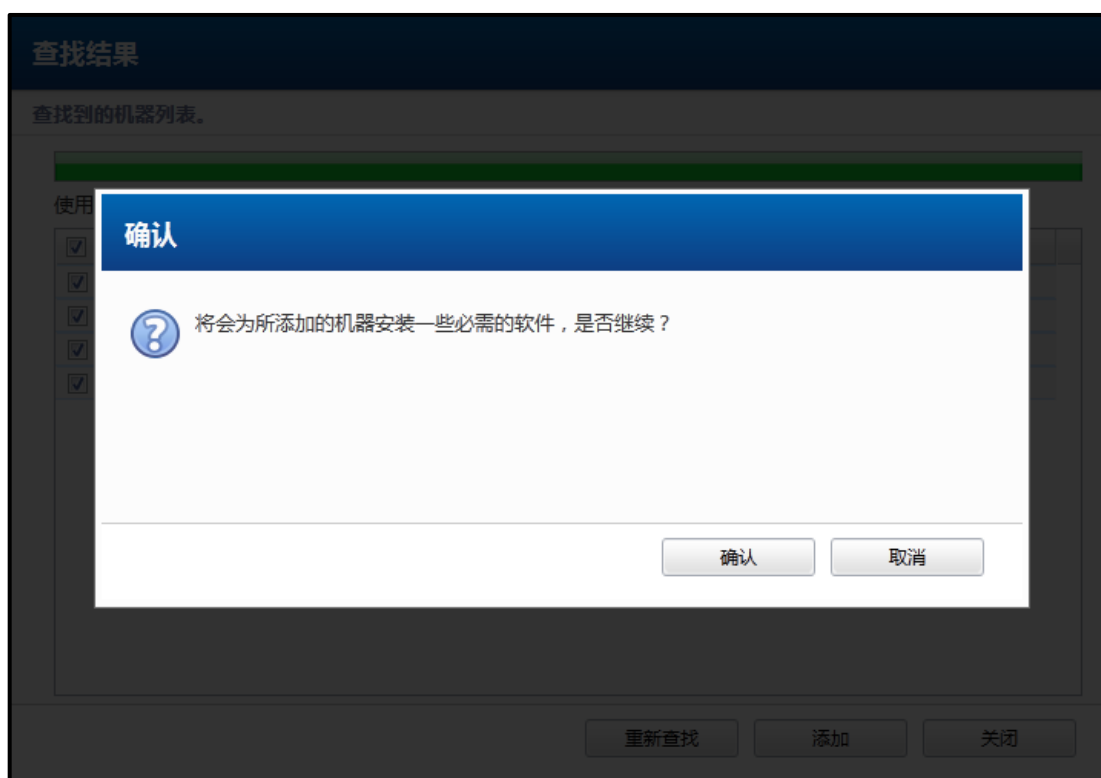 查找结果
查找到的机器列表。
使用
确认
将会为所添加的机器安装一些必需的软件，是否继续？
确认
取消
重新查找
添加
关闭